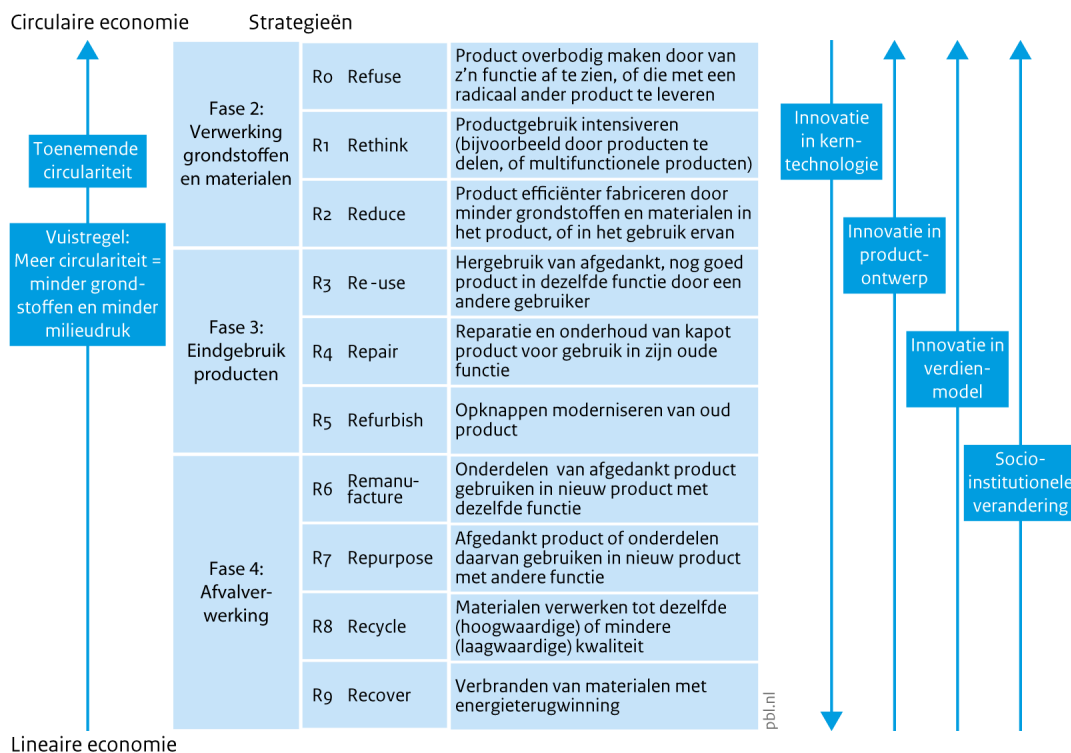 Circulaire economie
Strategieën
Toenemende
circulariteit
Vuistregel:
Meer circulariteit =
minder grond-
stoffen en minder
milieudruk
Lineaire economie
Fase 2:
Verwerking
grondstoffen
en materialen
R0 Refuse
Product overbodig maken door van
z’n functie af te zien, of die met een
radicaal ander product te leveren
R1 Rethink
Productgebruik intensiveren
(bijvoorbeeld door producten te
delen, of multifunctionele producten)
R2 Reduce
Product efficiënter fabriceren door
minder grondstoffen en materialen in
het product, of in het gebruik ervan
Fase 3:
Eindgebruik
producten
R3 Re-use
Hergebruik van afgedankt, nog goed
product in dezelfde functie door een
andere gebruiker
R4 Repair
Reparatie en onderhoud van kapot
product voor gebruik in zijn oude
functie
R5 Refurbish
Opknappen moderniseren van oud
product
Fase 4:
Afvalver-
werking
R6 Remanu-
facture
Onderdelen van afgedankt product
gebruiken in nieuw product met
dezelfde functie
R7 Repurpose
Afgedankt product of onderdelen
daarvan gebruiken in nieuw product
met andere functie
R8 Recycle
Materialen verwerken tot dezelfde
(hoogwaardige) of mindere
(laagwaardige) kwaliteit
R9 Recover
Verbranden van materialen met
energieterugwinning
pbl.nl
Innovatie
in kern-
technologie
Innovatie in
product-
ontwerp
Innovatie in
verdien-
model
Socio-
institutionele
verandering